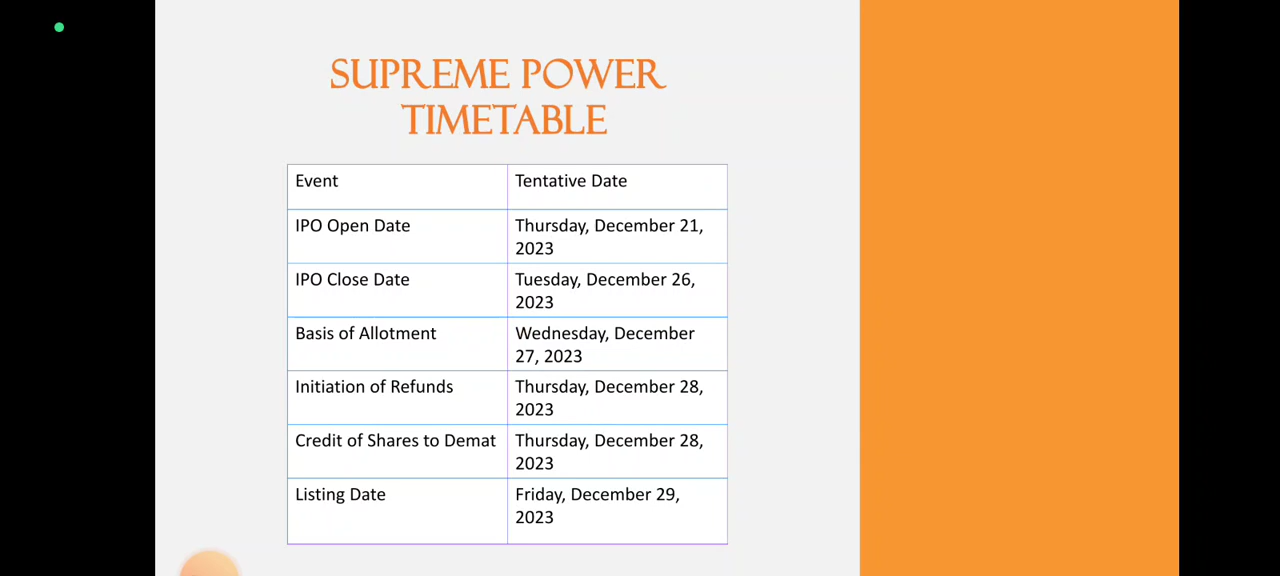 SUPREME POWER
TIMETABLE
Event
Tentative Date
IPO Open Date
Thursday, December 21,
2023
IPO Close Date
Tuesday, December 26,
2023
Basis of Allotment
Wednesday, December
27, 2023
Initiation of Refunds
Thursday, December 28,
2023
Credit of Shares to Demat
Thursday, December 28,
2023
Listing Date
Friday, December 29,
2023